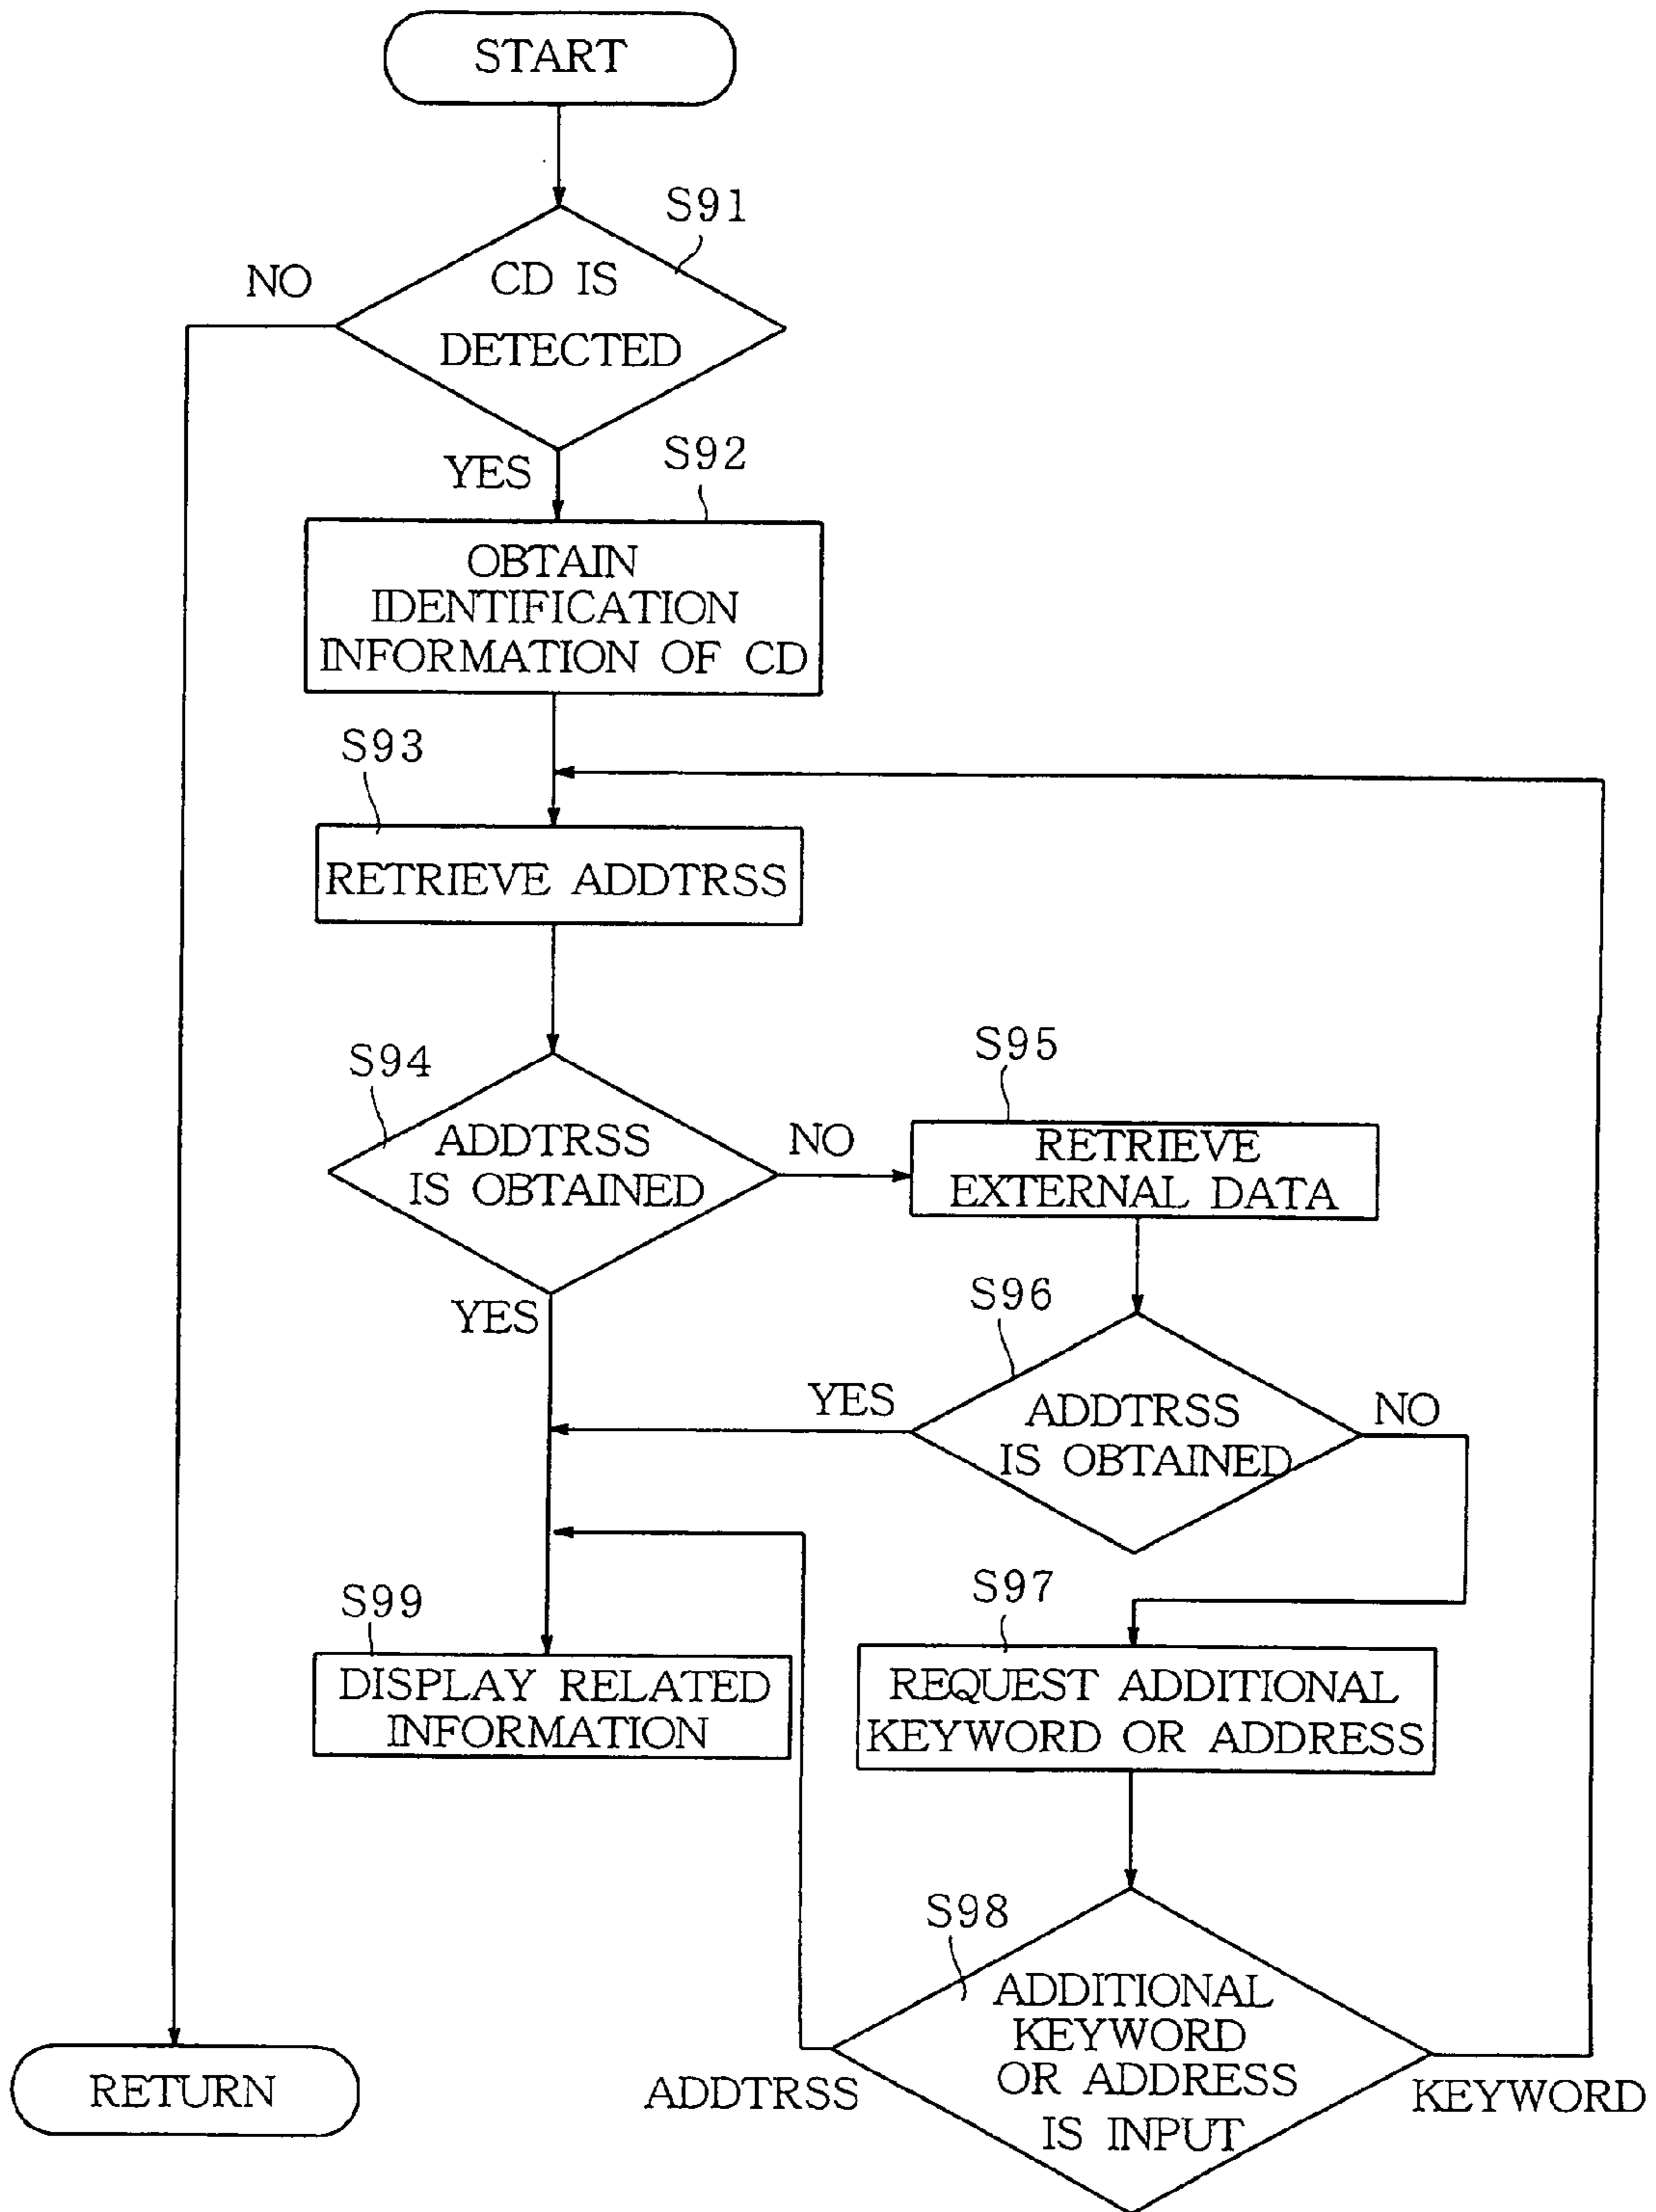 START
S91
NO
CD IS
DETECTED
YES
S92
OBTAIN
IDENTIFICATION
INFORMATION OF CD
S93
RETRIEVE ADDTRSS
S94
ADDTRSS
IS OBTAINED
NO
S95
RETRIEVE
EXTERNAL DATA
YES
S96
YES
ADDTRSS
IS OBTAINED
NO
S97
REQUEST ADDITIONAL
KEYWORD OR ADDRESS
S99
DISPLAY RELATED
INFORMATION
S98
ADDITIONAL
KEYWORD
OR ADDRESS
IS INPUT
ADDTRSS
KEYWORD
RETURN